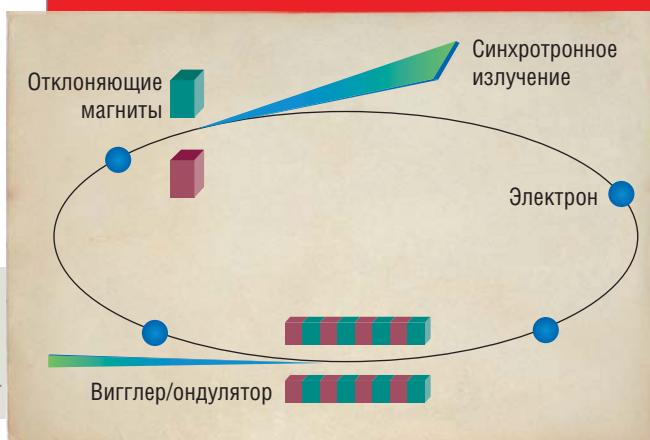 Отклоняющие
магниты
Синхротронное
излучение
Электрон
Вигглер/ондулятор